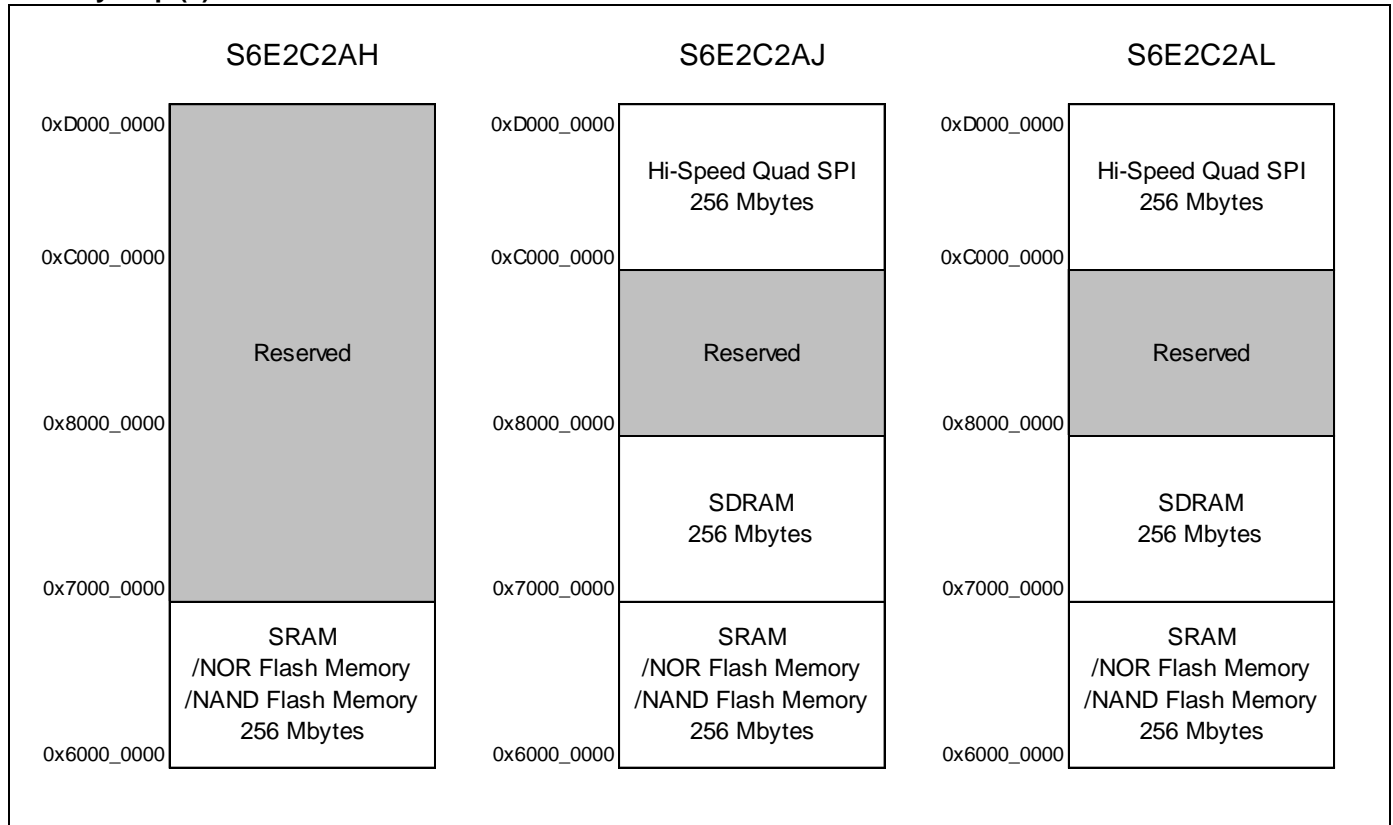 S6E2C2AH
0xD000_0000
0xC000_0000
Reserved
0x8000_0000
0x7000_0000
SRAM
/NOR Flash Memory
/NAND Flash Memory
256 Mbytes
0x6000_0000
S6E2C2AJ
0xD000_0000
Hi-Speed Quad SPI
256 Mbytes
0xC000_0000
Reserved
0x8000_0000
SDRAM
256 Mbytes
0x7000_0000
SRAM
/NOR Flash Memory
/NAND Flash Memory
256 Mbytes
0x6000_0000
S6E2C2AL
0xD000_0000
Hi-Speed Quad SPI
256 Mbytes
0xC000_0000
Reserved
0x8000_0000
SDRAM
256 Mbytes
0x7000_0000
SRAM
/NOR Flash Memory
/NAND Flash Memory
256 Mbytes
0x6000_0000